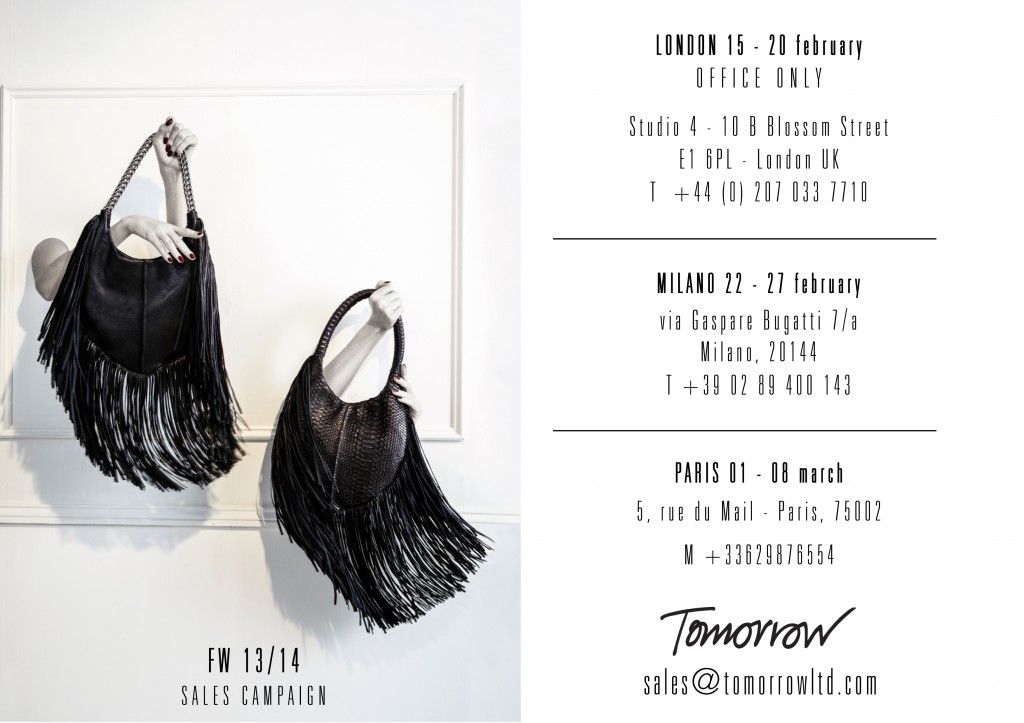 FW 13/14
SALES CAMPAIGN
LONDON 15 - 20 february
OFFICE ONLY
Studio 4 - 10 B Blossom Street
E1 6PL - London UK
T +44 (0) 207 033 7710
MILANO 22 - 27 february
via Gaspare Bugatti 7/a
Milano, 20144
T +39 02 89 400 143
PARIS 01 - 08 march
5, rue du Mail - Paris, 75002
M +33629876554
Tomorrow
sales@tomorrowltd.com